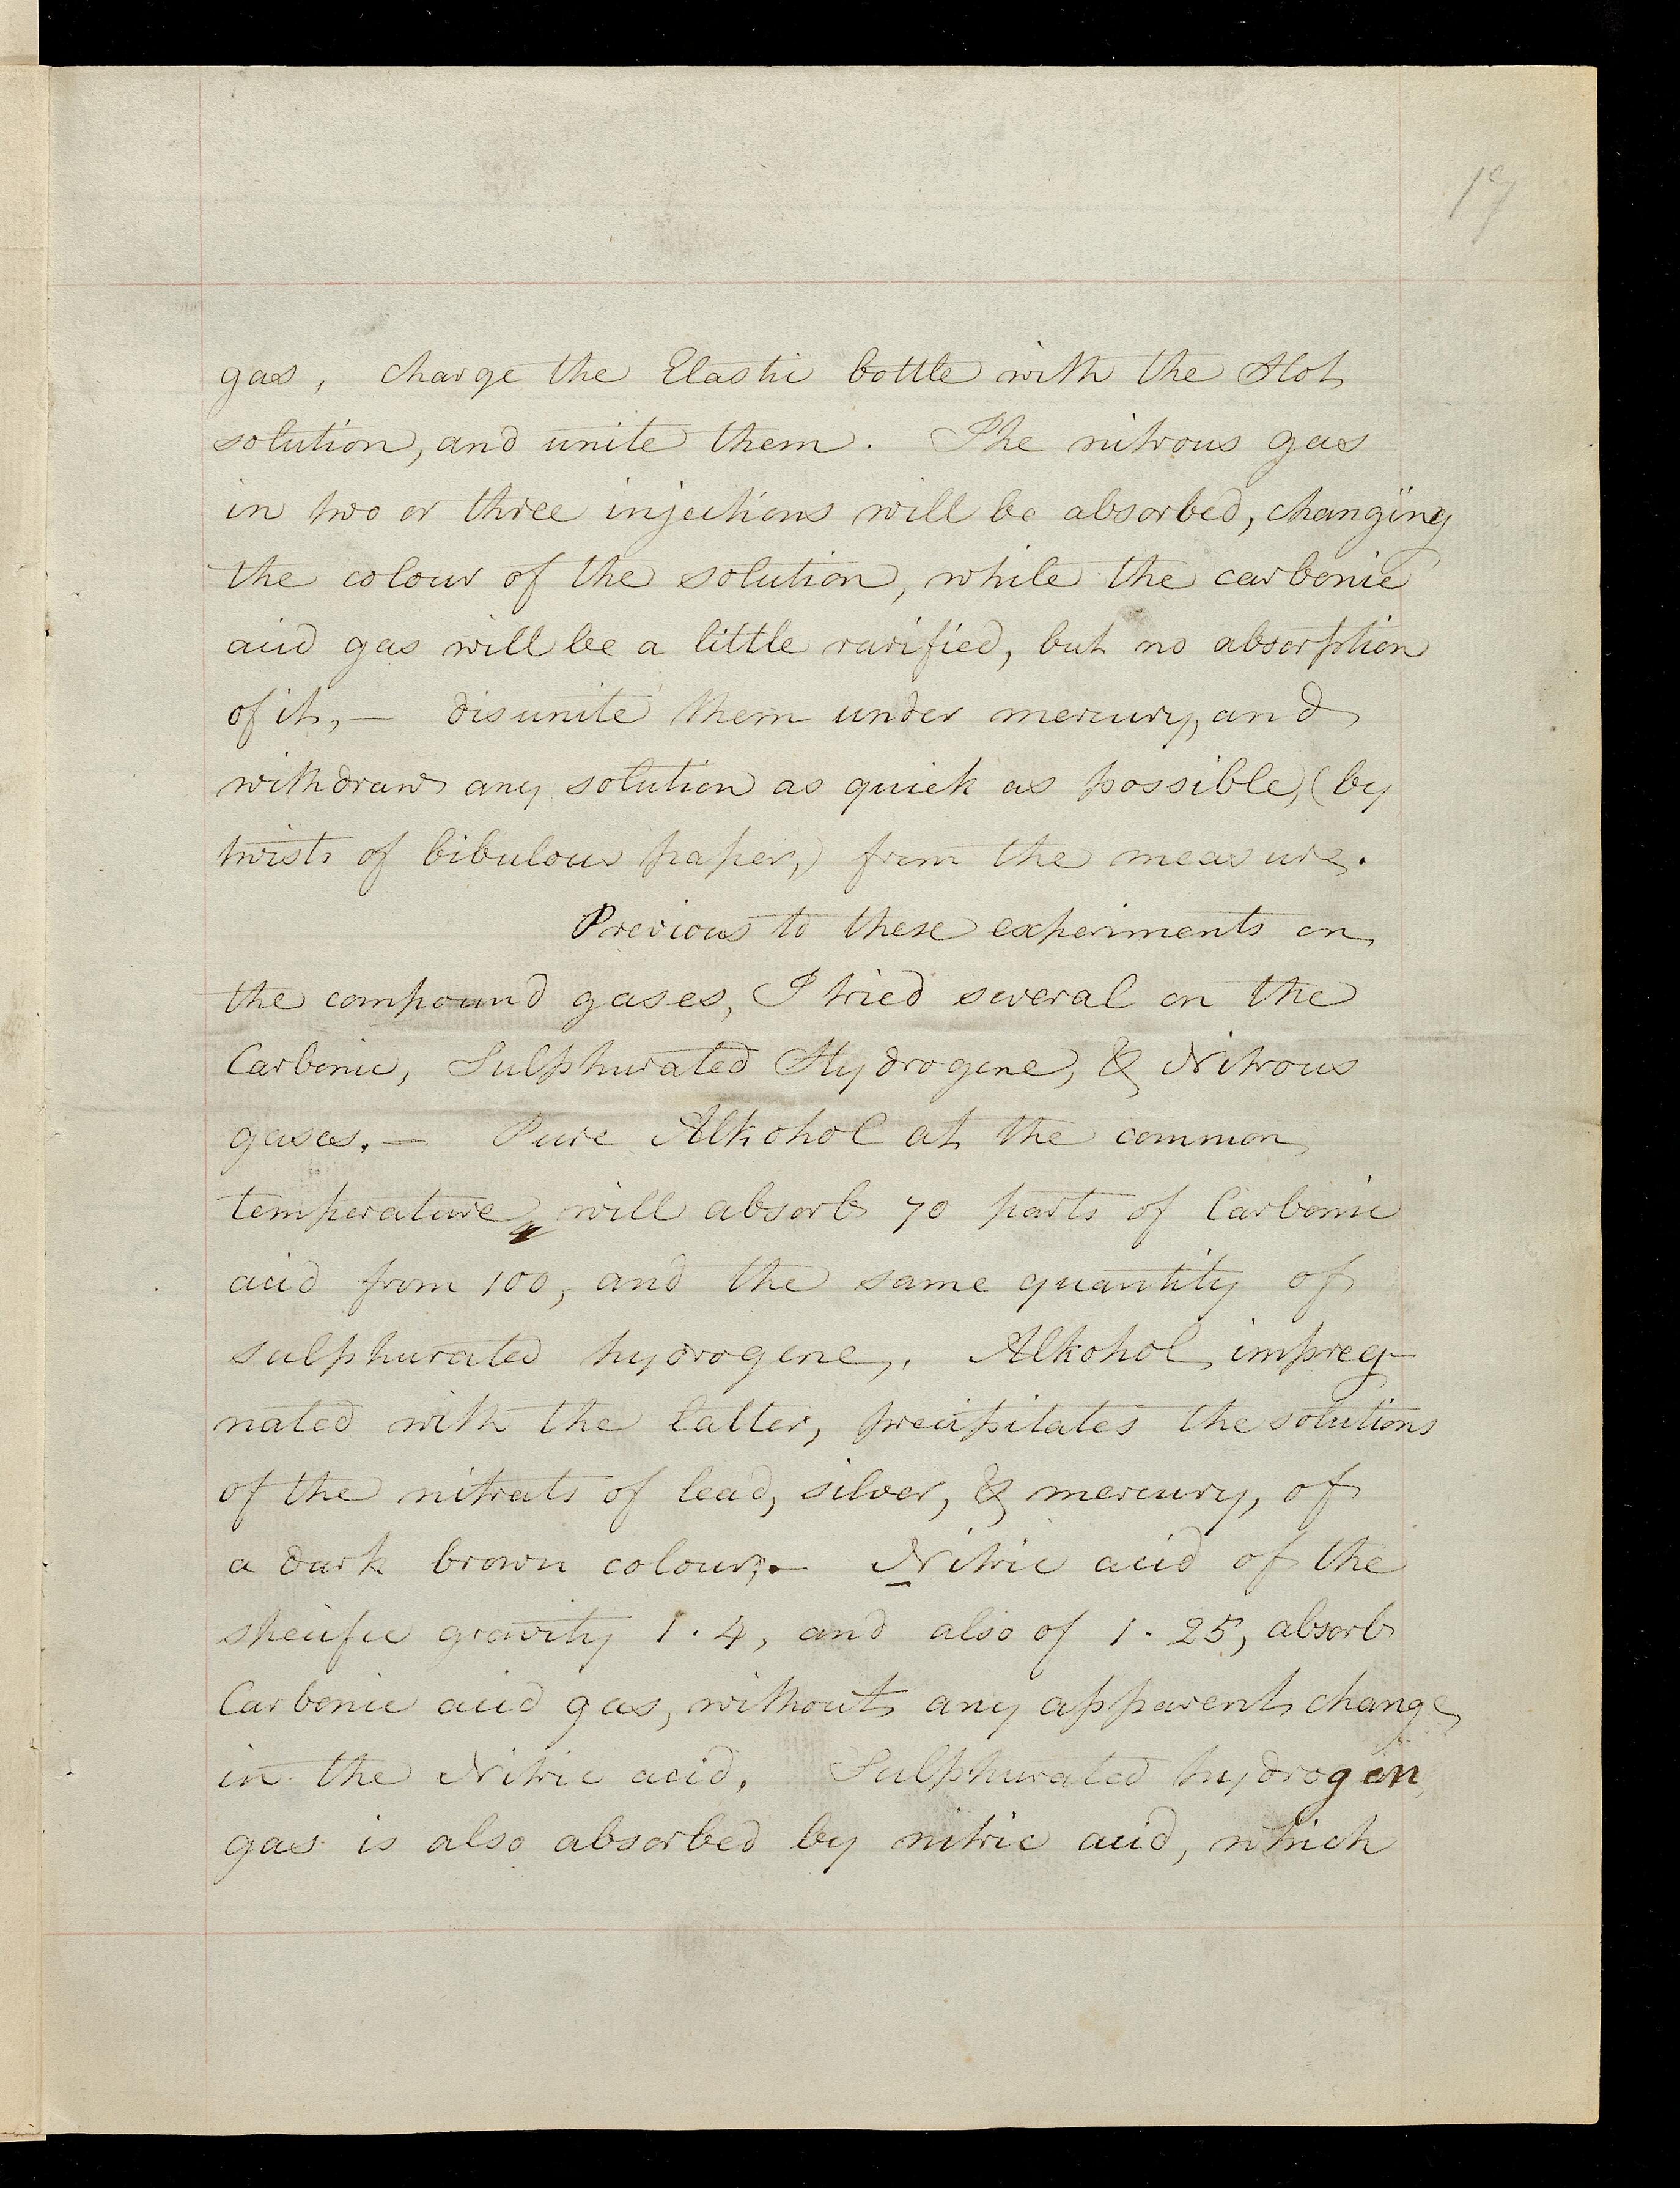 17
gas, charge the Elastic bottle with the Hot
solution, and unite them. The nitrous gas
in two or three injections will be absorbed, changing
the colour of the solution, while the carbonic
acid gas will be a little rarified, but no absorption
of it, — disunite them under mercury, and
withdraw any solution as quick as possible, (by
twists of bibulous paper,) from the measure.
Previous to these experiments on
the compound gases, I tried several on the
Carbonic, Sulphurated Hydrogene, & Nitrous
gases. — Pure Alkohol at the common
temperature, will absorb 70 parts of Carbonic
acid from 100, and the same quantity of
sulphurated hydrogene,. Alkohol impreg-
nated with the latter, precipitates the solutions
of the nitrats of lead, silver, & mercury, of
a dark brown colour; — Nitric acid of the
specific gravity 1.4, and also of 1.25, absorb
Carbonic acid gas, without any apparent change
in the Nitric acid. Sulphurated hydrogen
gas is also absorbed by nitric acid, which